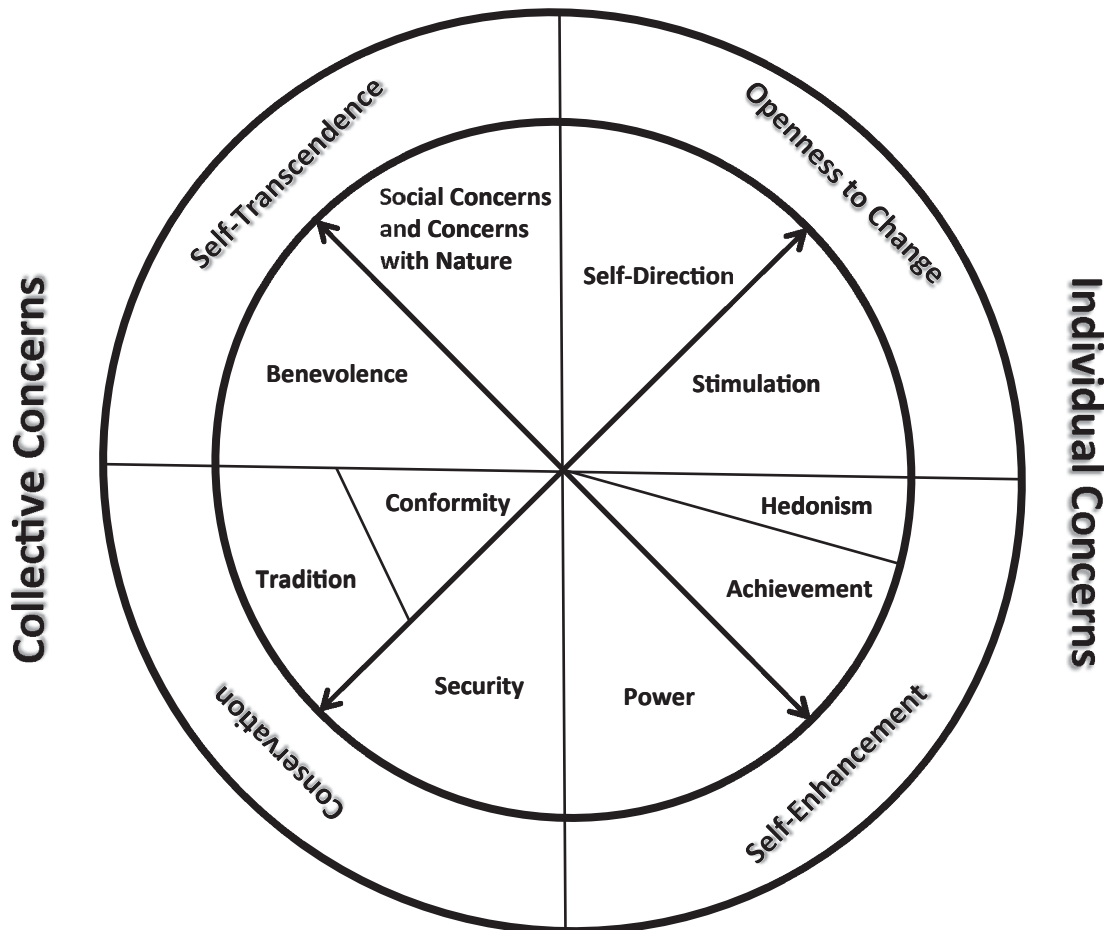 Self-Transcendence
Openness to Change
Social Concerns
and Concerns
with Nature
Self-Direction
Benevolence
Stimulation
Collective Concerns
Individual Concerns
Conformity
Hedonism
Tradition
Achievement
Security
Power
Conservation
Self-Enhancement